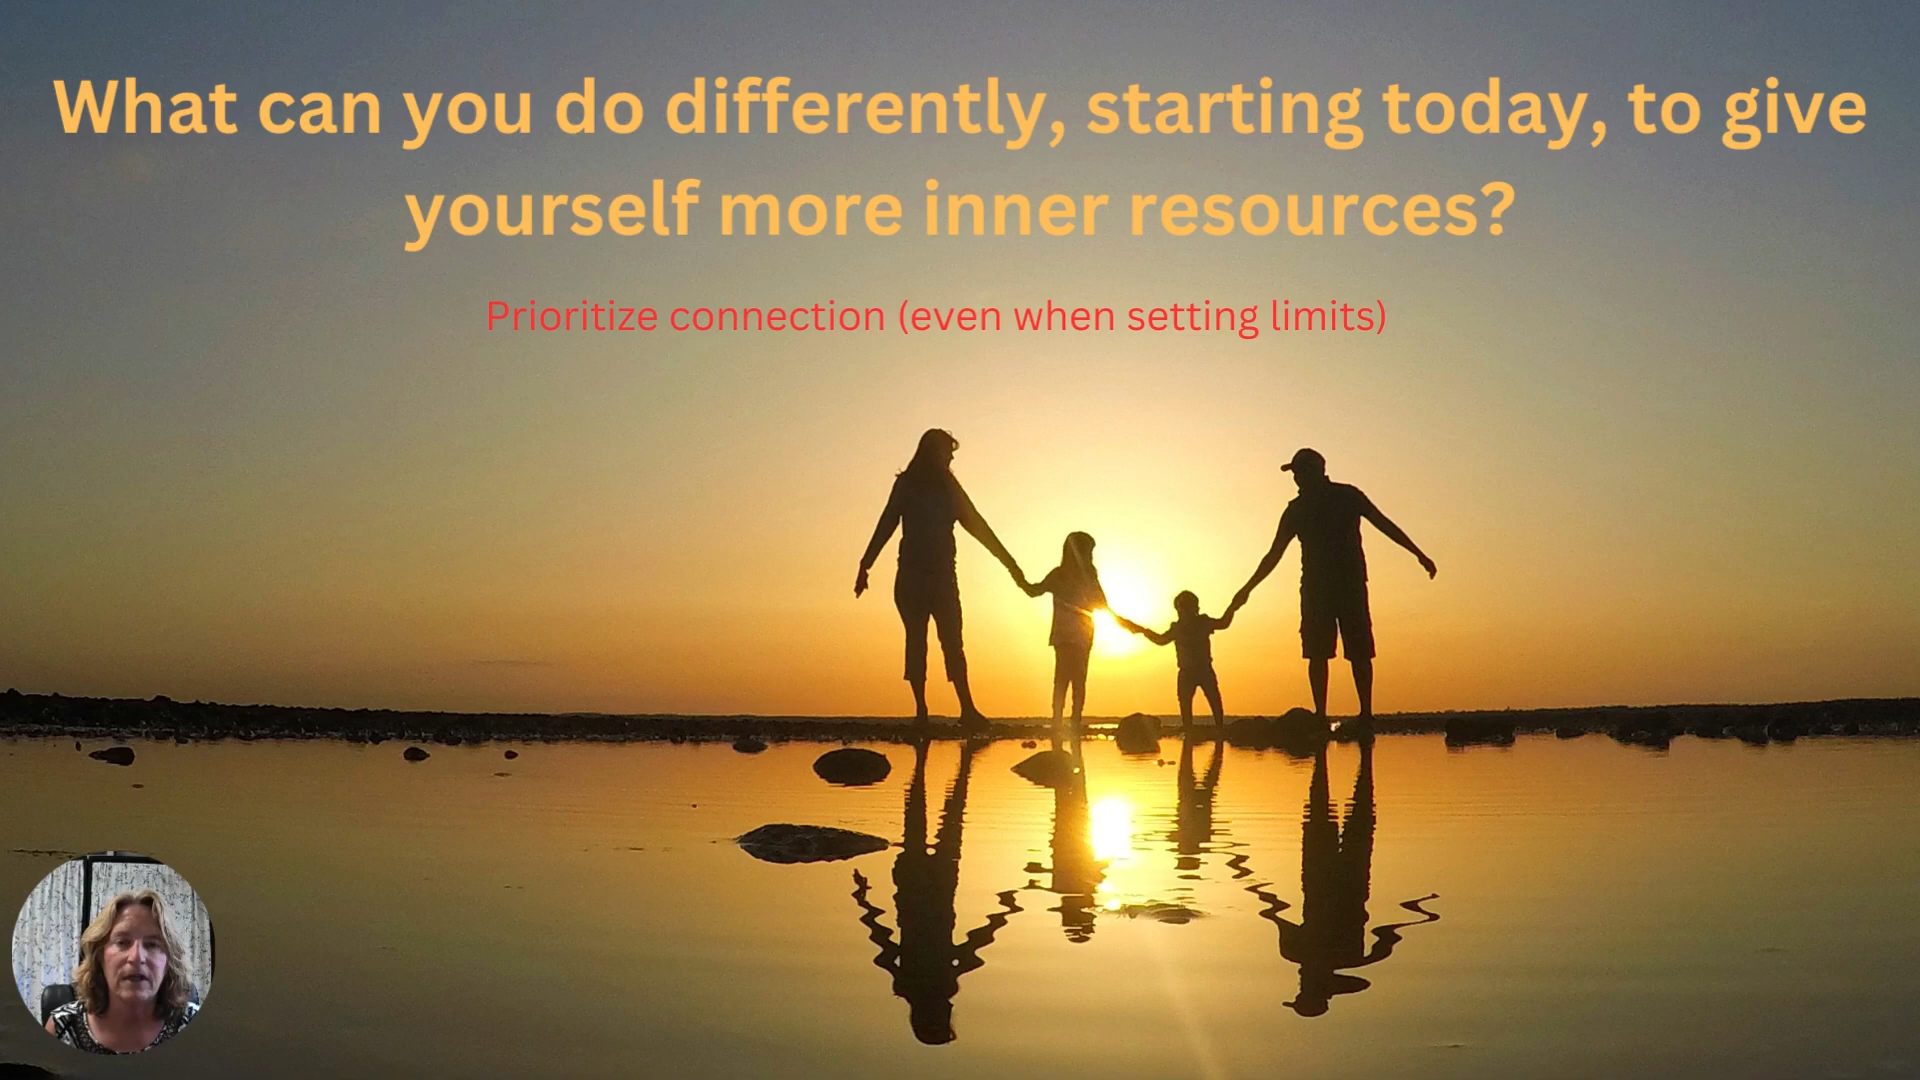 What can you do differently, starting today, to give
yourself more inner resources?
Prioritize connection (even when setting limits)